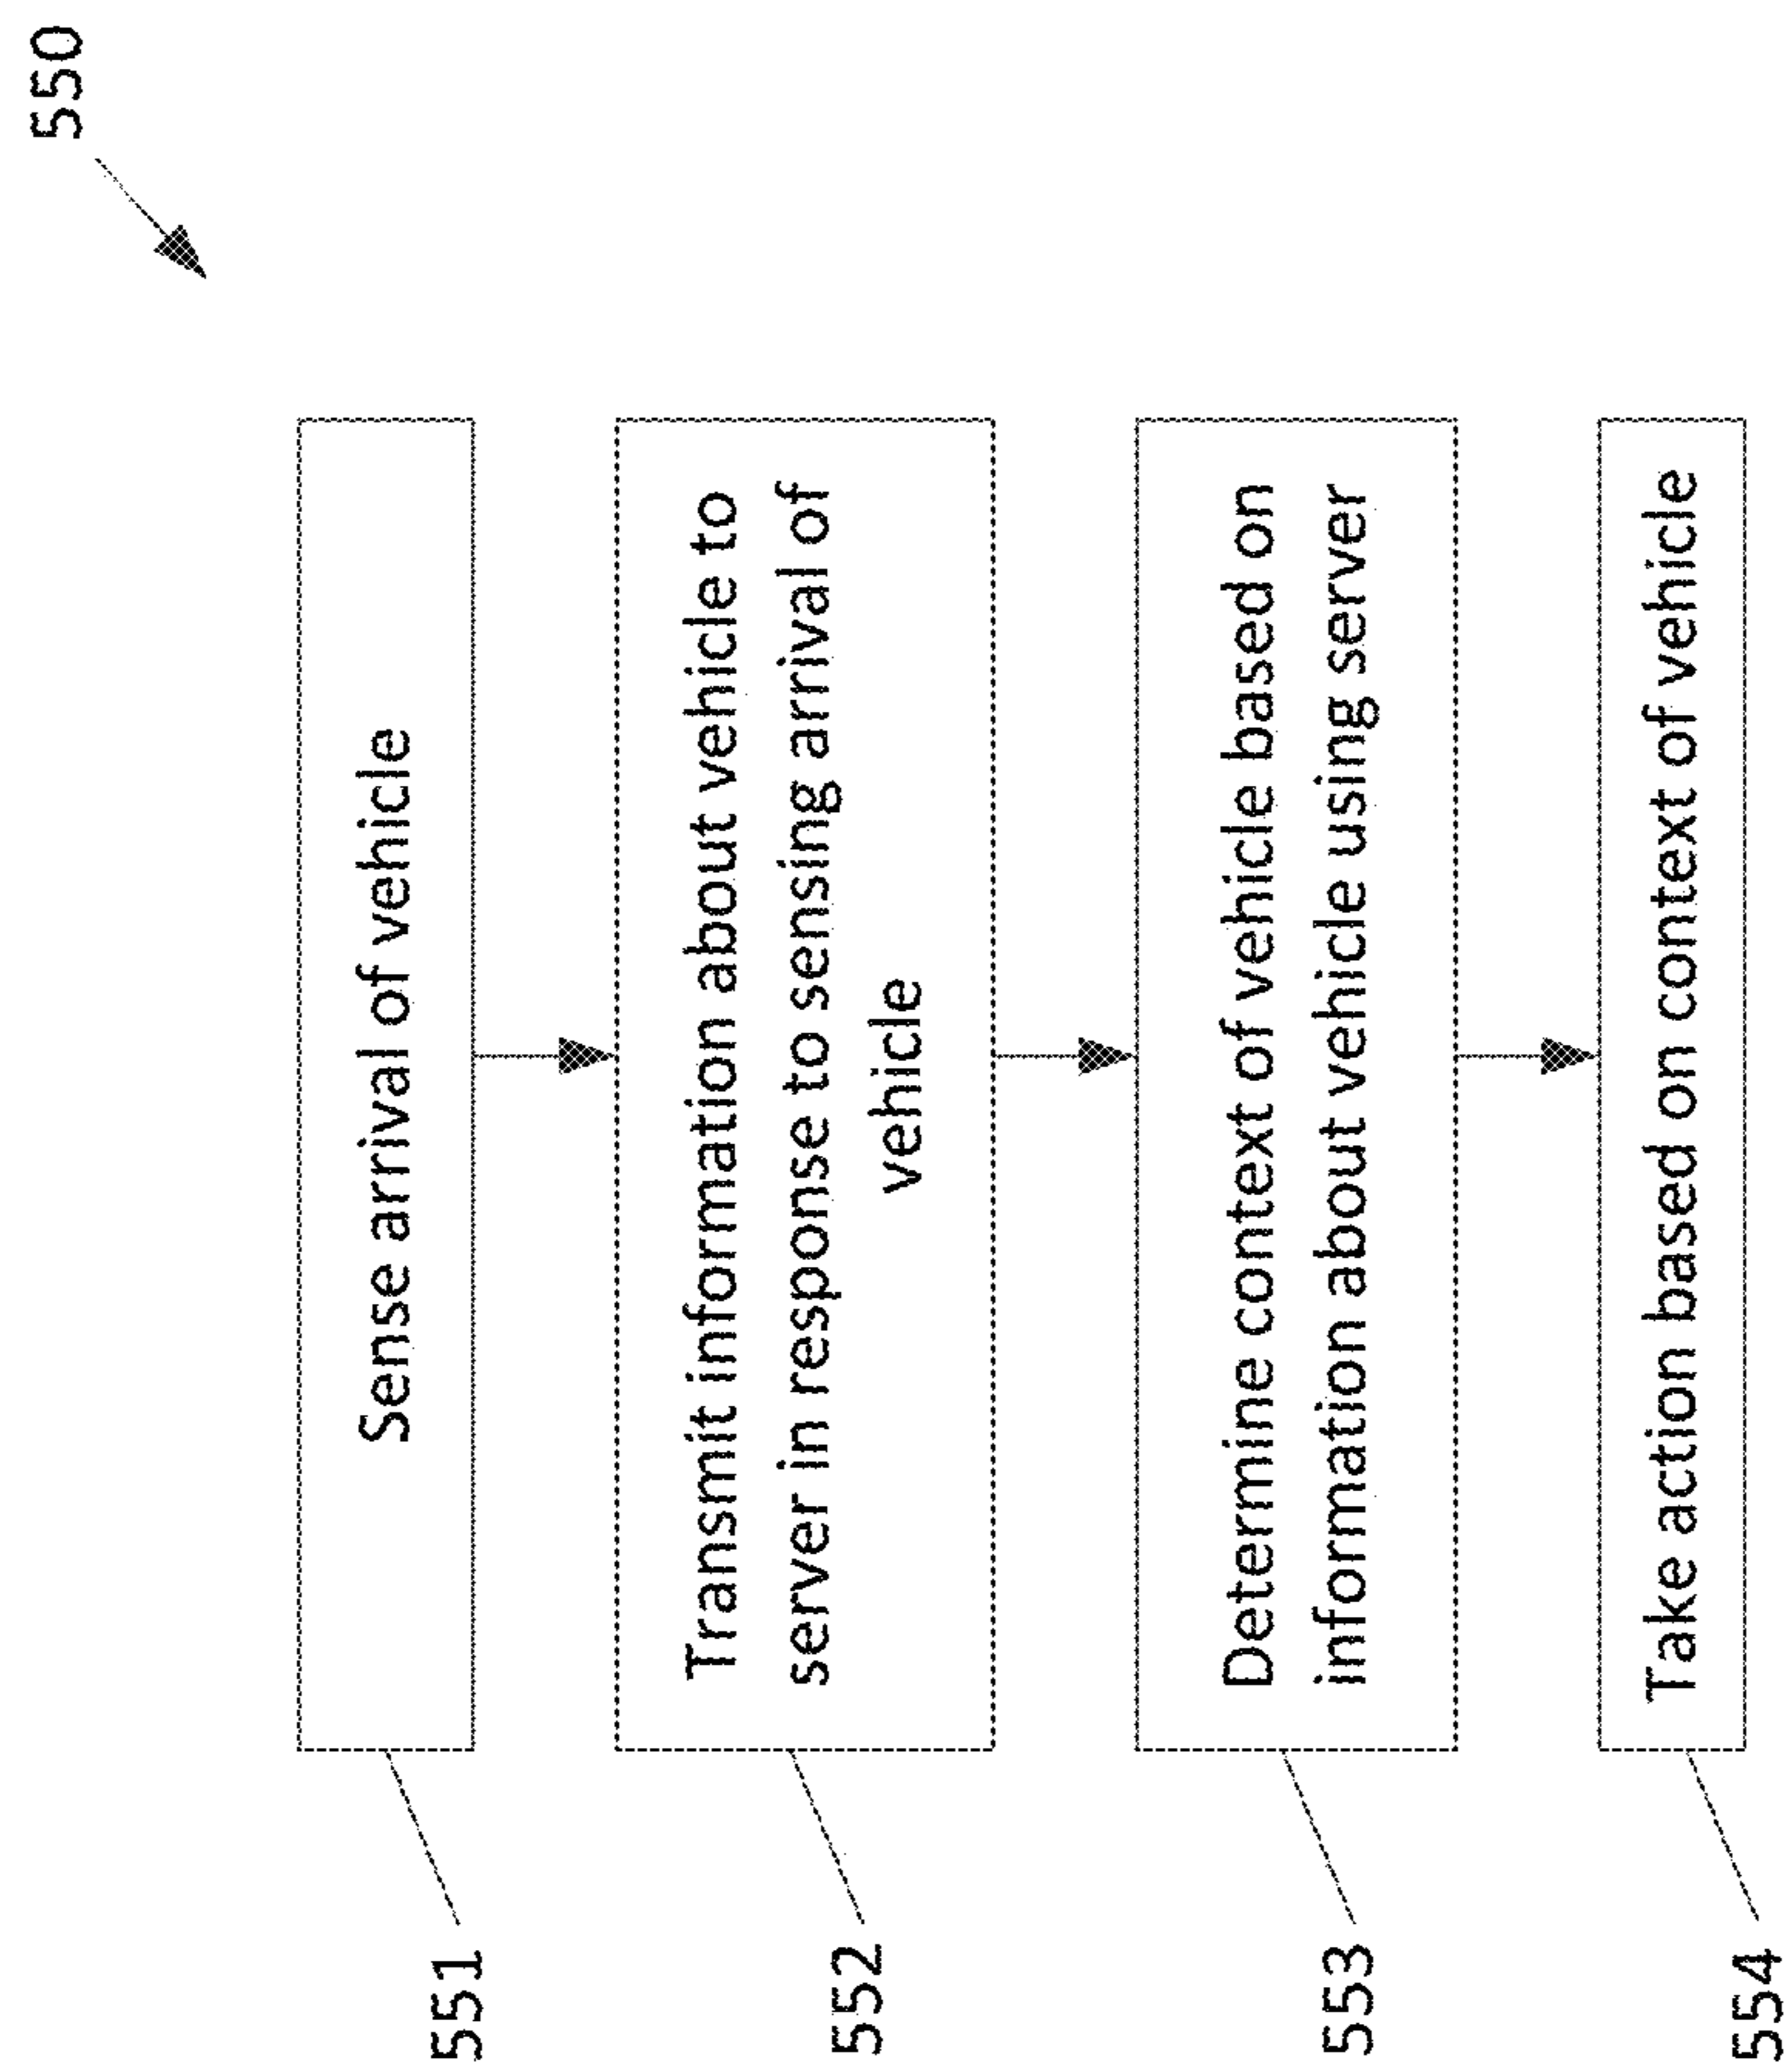 550
551
Sense arrival of vehicle
552
Transmit information about vehicle to
server in response to sensing arrival of
vehicle
553
Determine context of vehicle based on
information about vehicle using server
554
Take action based on context of vehicle